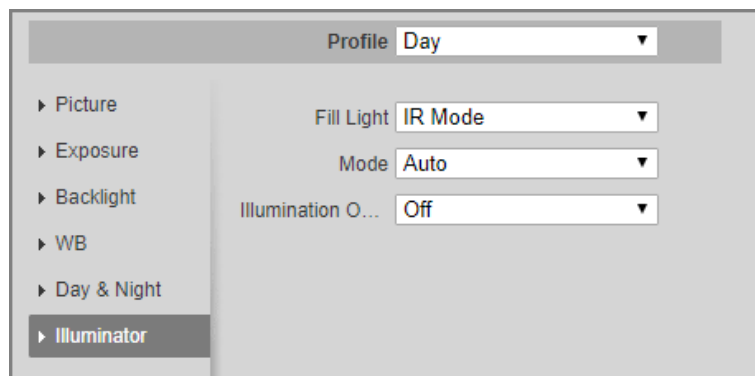 Profile Day
Picture
Fill Light IR Mode
Exposure
Mode Auto
Backlight
Illumination O... Off
WB
Day & Night
Illuminator